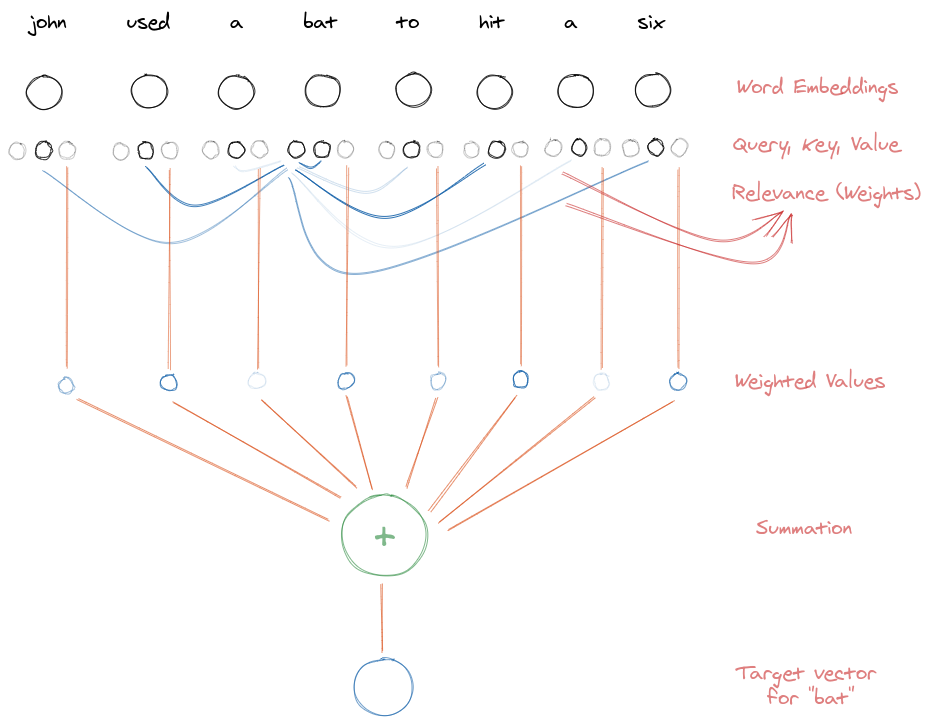 john used a bat to hit a six
Word Embeddings
Query, Key, Value
Relevance (Weights)
Weighted Values
+
Summation
Target vector
for "bat"